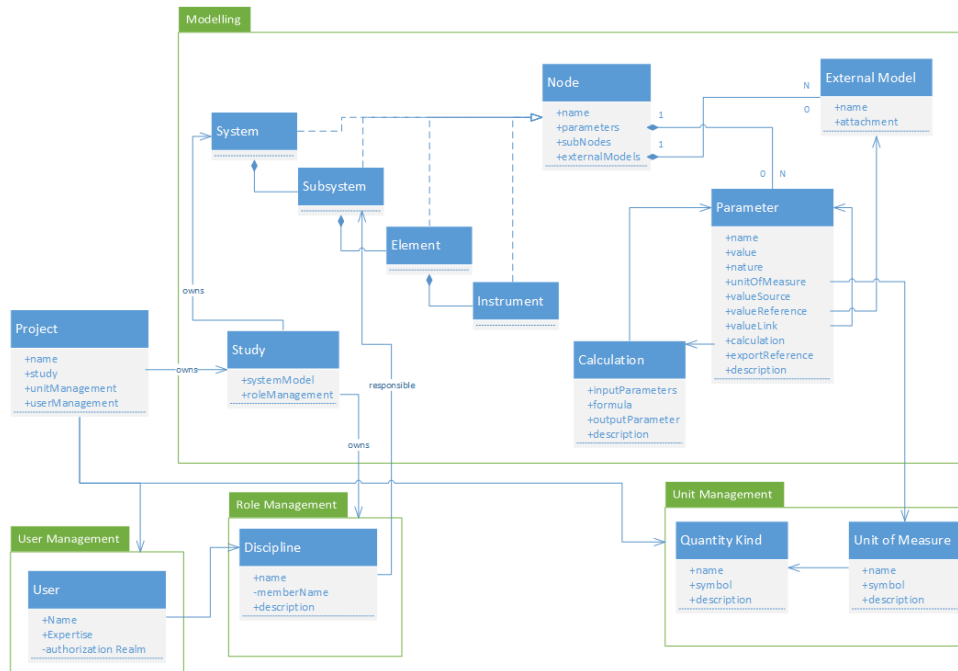 Modelling
Node
+name
+parameters
+subNodes
+externalModels
1
1
N
0
0 N
External Model
+name
+attachment
System
Subsystem
Element
Instrument
Parameter
+name
+value
+nature
+unitOfMeasure
+valueSource
+valueReference
+valueLink
+calculation
+exportReference
+description
owns
Project
+name
+study
+unitManagement
+userManagement
owns
Study
+systemModel
+roleManagement
responsible
Calculation
+inputParameters
+formula
+outputParameter
+description
owns
User Management
User
+Name
+Expertise
-authorization Realm
Role Management
Discipline
+name
-memberName
+description
Unit Management
Quantity Kind
+name
+symbol
+description
Unit of Measure
+name
+symbol
+description